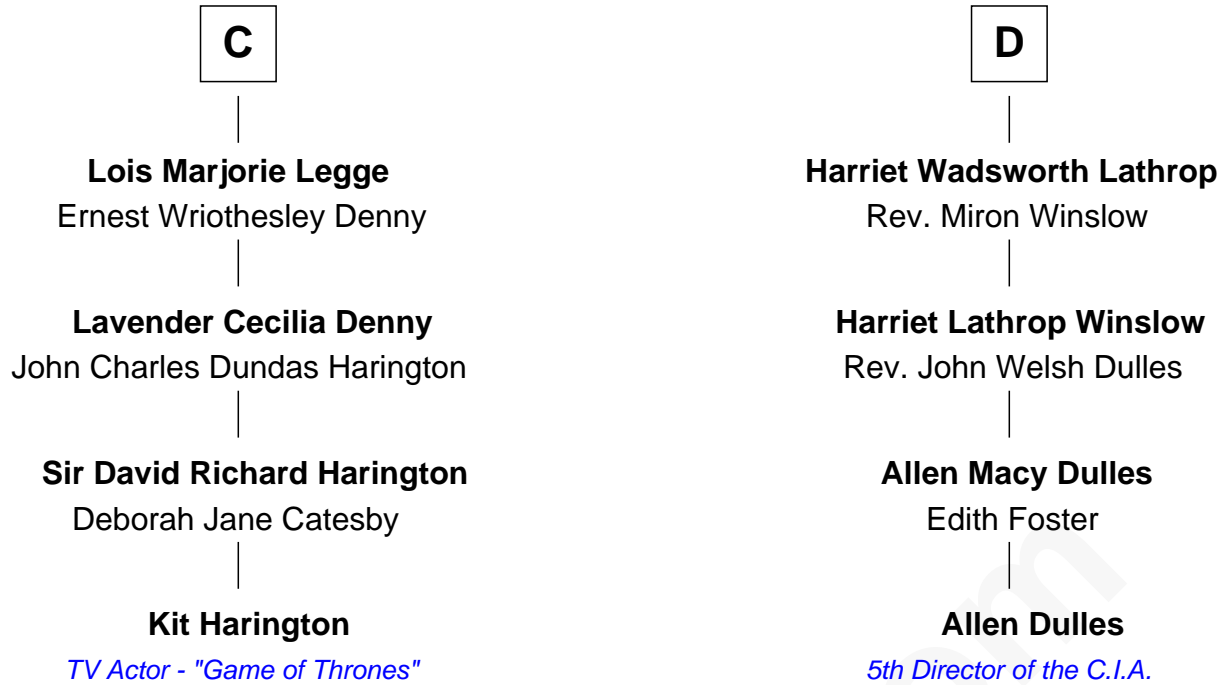 C
Lois Marjorie Legge
Ernest Wriothesley Denny
Lavender Cecilia Denny
John Charles Dundas Harington
Sir David Richard Harington
Deborah Jane Catesby
Kit Harington
TV Actor - "Game of Thrones"
D
Harriet Wadsworth Lathrop
Rev. Miron Winslow
Harriet Lathrop Winslow
Rev. John Welsh Dulles
Allen Macy Dulles
Edith Foster
Allen Dulles
5th Director of the C.I.A.